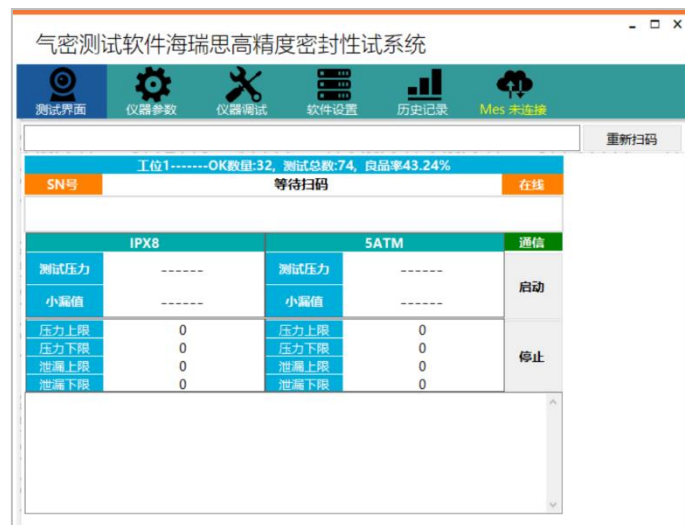 气密测试软件海瑞思高精度密封性试系统
测试界面 仪器参数 仪器调试 软件设置 历史记录 Mes 未连接
重新扫码
工位1-------OK数量:32, 测试总数:74, 良品率43.24%
SN号 等待扫码 在线
IPX8 5ATM 通信
测试压力 ------ 测试压力 ------
启动
小漏值 ------ 小漏值 ------
压力上限 0 压力上限 0
压力下限 0 压力下限 0
停止
泄漏上限 0 泄漏上限 0
泄漏下限 0 泄漏下限 0